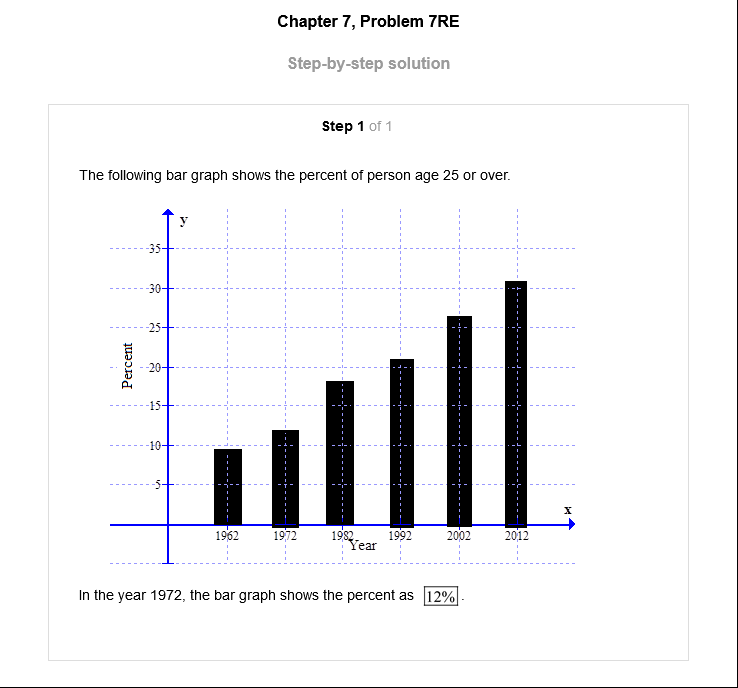 Chapter 7, Problem 7RE
Step-by-step solution
Step 1 of 1
The following bar graph shows the percent of person age 25 or over.
y
35
30
25
20
15
10
5
Percent
x
1962 1972 1982 1992 2002 2012
Year
In the year 1972, the bar graph shows the percent as 12%.